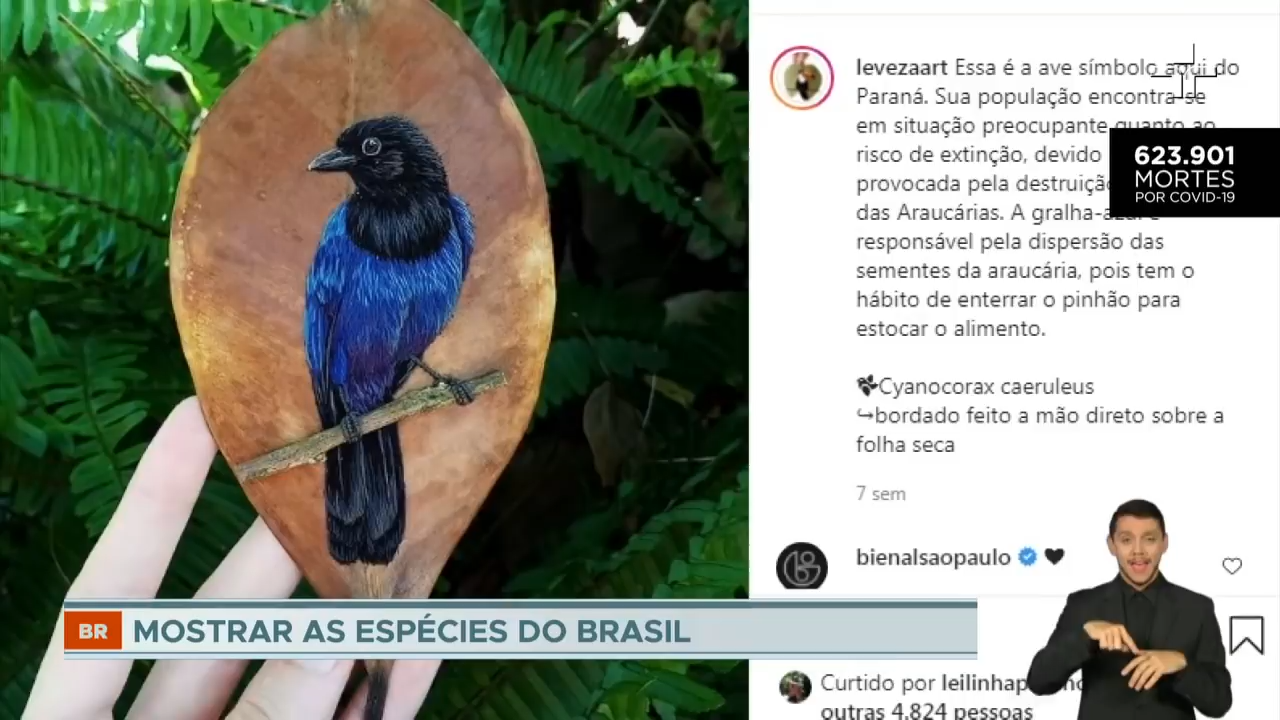 levezaart Essa é a ave símbolo aqui do
Paraná. Sua população encontra-se
em situação preocupante quanto ao
risco de extinção, devido
provocada pela destruição
das Araucárias. A gralha-azul é
responsável pela dispersão das
sementes da araucária, pois tem o
hábito de enterrar o pinhão para
estocar o alimento.
Cyanocorax caeruleus
↪bordado feito a mão direto sobre a
folha seca
7 sem
bienalsaopaulo
Curtido por
outras 4.824 pessoas
623.901
MORTES
POR COVID-19
BR MOSTRAR AS ESPÉCIES DO BRASIL